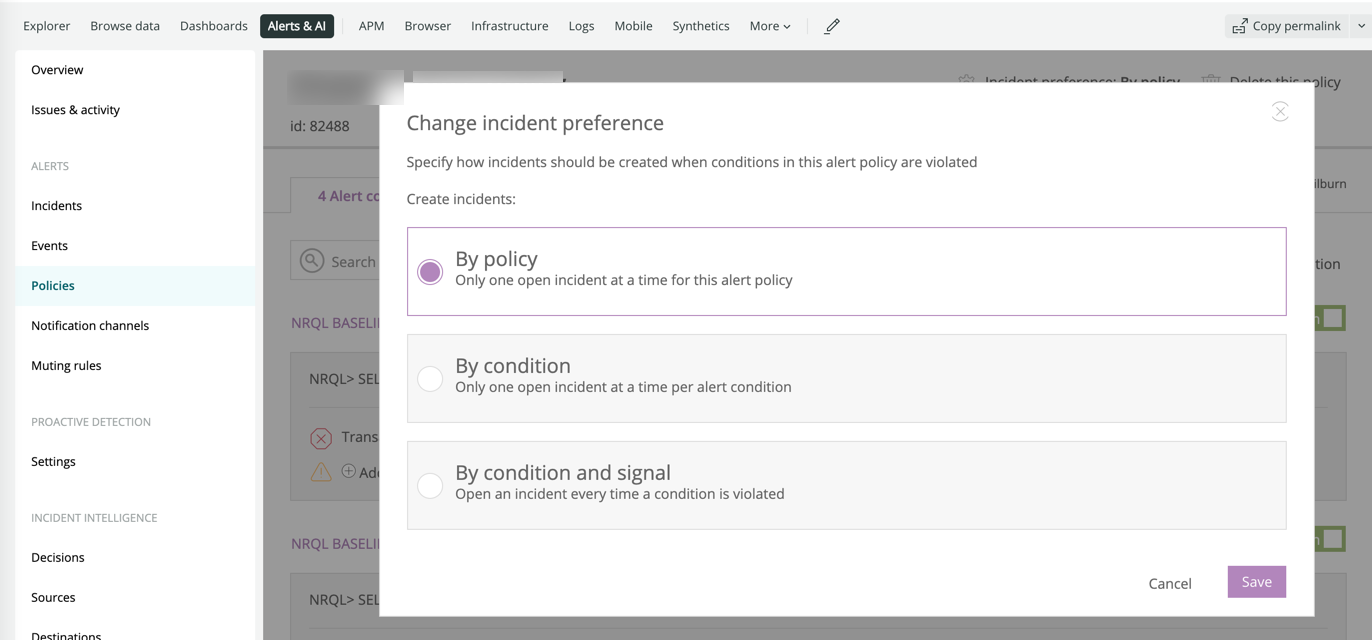 Explorer Browse data Dashboards Alerts & AI APM Browser Infrastructure Logs Mobile Synthetics More Copy permalink
Overview
Issues & activity
ALERTS
Incidents
Events
Policies
Notification channels
Muting rules
PROACTIVE DETECTION
Settings
INCIDENT INTELLIGENCE
Decisions
Sources
Destinations
Incident preference: By policy Delete this policy
id: 82488
4 Alert co
ilburn
Search
tion
NRQL BASELI
NRQL> SEL
Trans
Add
NRQL BASELI
NRQL> SEL
Change incident preference
Specify how incidents should be created when conditions in this alert policy are violated
Create incidents:
By policy
Only one open incident at a time for this alert policy
By condition
Only one open incident at a time per alert condition
By condition and signal
Open an incident every time a condition is violated
Cancel Save